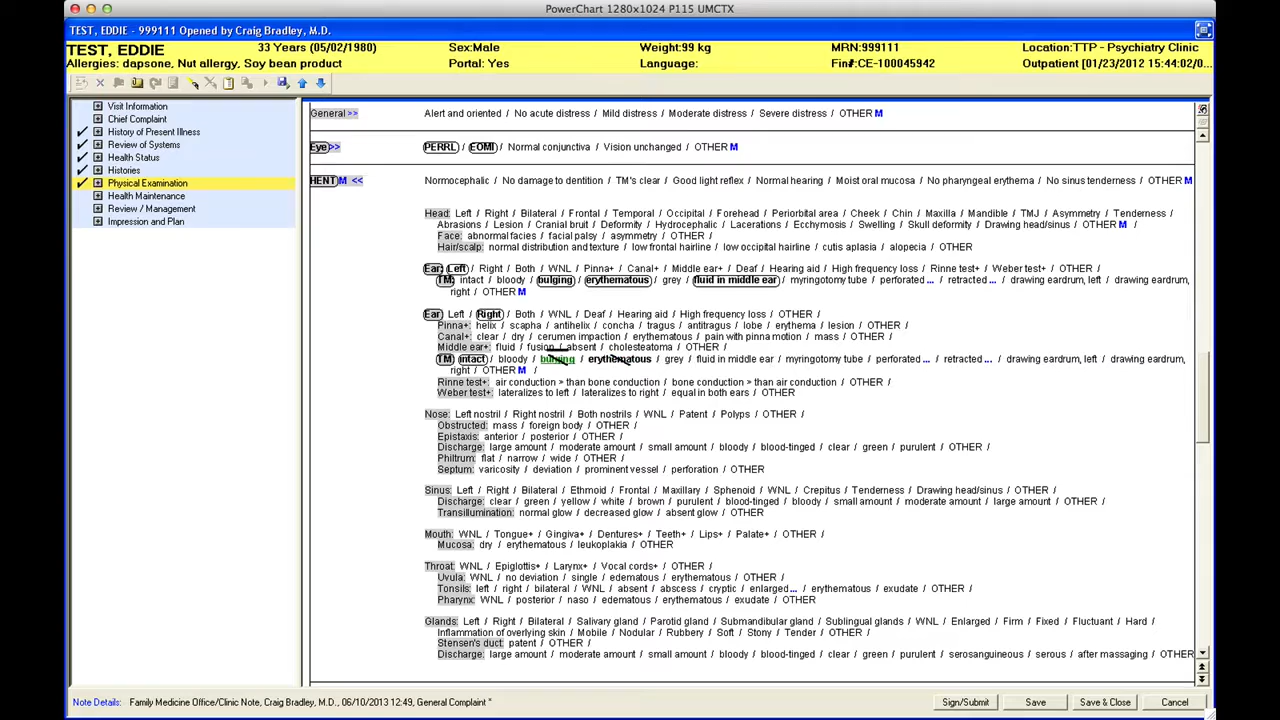 PowerChart 1280x1024 P115 UMCTX
TEST, EDDIE - 999111 Opened by Craig Bradley, M.D.
TEST, EDDIE 33 Years (05/02/1980) Sex:Male Weight:99 kg MRN:999111 Location:TTP - Psychiatry Clinic
Allergies: dapsone, Nut allergy, Soy bean product Portal: Yes Language: Fin#:CE-100045942 Outpatient [01/23/2012 15:44:02/0...
Visit Information
Chief Complaint
History of Present Illness
Review of Systems
Health Status
Histories
Physical Examination
Health Maintenance
Review / Management
Impression and Plan
General >> Alert and oriented / No acute distress / Mild distress / Moderate distress / Severe distress / OTHER M
Eye>> PERRL / EOMI / Normal conjunctiva / Vision unchanged / OTHER M
HENT M << Normocephalic / No damage to dentition / TM's clear / Good light reflex / Normal hearing / Moist oral mucosa / No pharyngeal erythema / No sinus tenderness / OTHER M
Head: Left / Right / Bilateral / Frontal / Temporal / Occipital / Forehead / Periorbital area / Cheek / Chin / Maxilla / Mandible / TMJ / Asymmetry / Tenderness /
Abrasions / Lesion / Cranial bruit / Deformity / Hydrocephalic / Lacerations / Ecchymosis / Swelling / Skull deformity / Drawing head/sinus / OTHER M /
Face: abnormal facies / facial palsy / asymmetry / OTHER /
Hair/scalp: normal distribution and texture / low frontal hairline / low occipital hairline / cutis aplasia / alopecia / OTHER
Ear: Left / Right / Both / WNL / Pinna+ / Canal+ / Middle ear+ / Deaf / Hearing aid / High frequency loss / Rinne test+ / Weber test+ / OTHER /
TM: intact / bloody / bulging / erythematous / grey / fluid in middle ear / myringotomy tube / perforated ... / retracted ... / drawing eardrum, left / drawing eardrum,
right / OTHER M
Ear: Left / Right / Both / WNL / Deaf / Hearing aid / High frequency loss / OTHER /
Pinna+: helix / scapha / antihelix / concha / tragus / antitragus / lobe / erythema / lesion / OTHER
Canal+: clear / dry / cerumen impaction / erythematous / pain with pinna motion / mass / OTHER
Middle ear+: fluid / fusion / absent / cholesteatoma / OTHER
TM: intact / bloody / bulging / erythematous / grey / fluid in middle ear / myringotomy tube / perforated ... / retracted ... / drawing eardrum, left / drawing eardrum,
right / OTHER M /
Rinne test+: air conduction > than bone conduction / bone conduction > than air conduction / OTHER
Weber test+: lateralizes to left / lateralizes to right / equal in both ears / OTHER
Nose: Left nostril / Right nostril / Both nostrils / WNL / Patent / Polyps / OTHER /
Obstructed: mass / foreign body / OTHER
Epistaxis: anterior / posterior / OTHER
Discharge: large amount / moderate amount / small amount / bloody / blood-tinged / clear / green / purulent / OTHER /
Philtrum: flat / narrow / wide / OTHER
Septum: varicosity / deviation / prominent vessel / perforation / OTHER
Sinus: Left / Right / Bilateral / Ethmoid / Frontal / Maxillary / Sphenoid / WNL / Crepitus / Tenderness / Drawing head/sinus / OTHER /
Discharge: clear / green / yellow / white / brown / purulent / blood-tinged / bloody / small amount / moderate amount / large amount / OTHER /
Transillumination: normal glow / decreased glow / absent glow / OTHER
Mouth: WNL / Tongue+ / Gingiva+ / Dentures+ / Teeth+ / Lips+ / Palate+ / OTHER /
Mucosa: dry / erythematous / leukoplakia / OTHER
Throat: WNL / Epiglottis+ / Larynx+ / Vocal cords+ / OTHER /
Uvula: WNL / no deviation / single / edematous / erythematous / OTHER /
Tonsils: left / right / bilateral / WNL / absent / abscess / cryptic / enlarged... / erythematous / exudate / OTHER /
Pharynx: WNL / posterior / naso / edematous / erythematous / exudate / OTHER
Glands: Left / Right / Bilateral / Salivary gland / Parotid gland / Submandibular gland / Sublingual glands / WNL / Enlarged / Firm / Fixed / Fluctuant / Hard /
Inflammation of overlying skin / Mobile / Nodular / Rubbery / Soft / Stony / Tender / OTHER /
Stensen's duct: patent / OTHER /
Discharge: large amount / moderate amount / small amount / bloody / blood-tinged / clear / green / purulent / serosanguineous / serous / after massaging / OTHER
Note Details: Family Medicine Office/Clinic Note, Craig Bradley, M.D., 06/10/2013 12:49, General Complaint *
Sign/Submit Save Save & Close Cancel